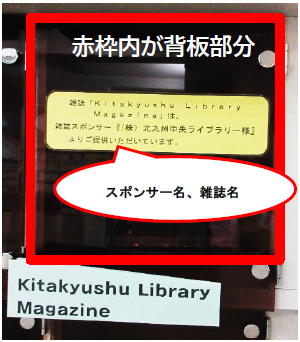 赤枠内が背板部分
雑誌「Kitakyushu Library
Magazine」は、
雑誌スポンサー『(株)北九州中央ライブラリー様』
よりご提供いただいています。
スポンサー名、雑誌名
Kitakyushu Library
Magazine